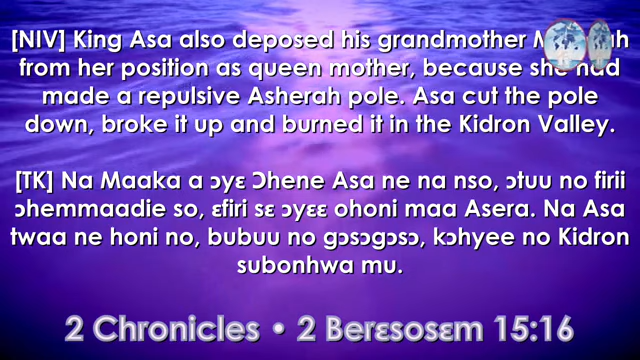 [NIV] King Asa also deposed his grandmother
from her position as queen mother, because she had
made a repulsive Asherah pole. Asa cut the pole
down, broke it up and burned it in the Kidron Valley.
[TK] Na Maaka a ɔyɛ Ɔhene Asa ne na nso, ɔtuu no firii
ɔhemmaadie so, ɛfiri sɛ ɔyɛɛ ohoni maa Asera. Na Asa
twaa ne honi no, bubuu no gɔsɔgɔsɔ, kɔhyee no Kidron
subonhwa mu.
2 Chronicles • 2 Berɛsosɛm 15:16